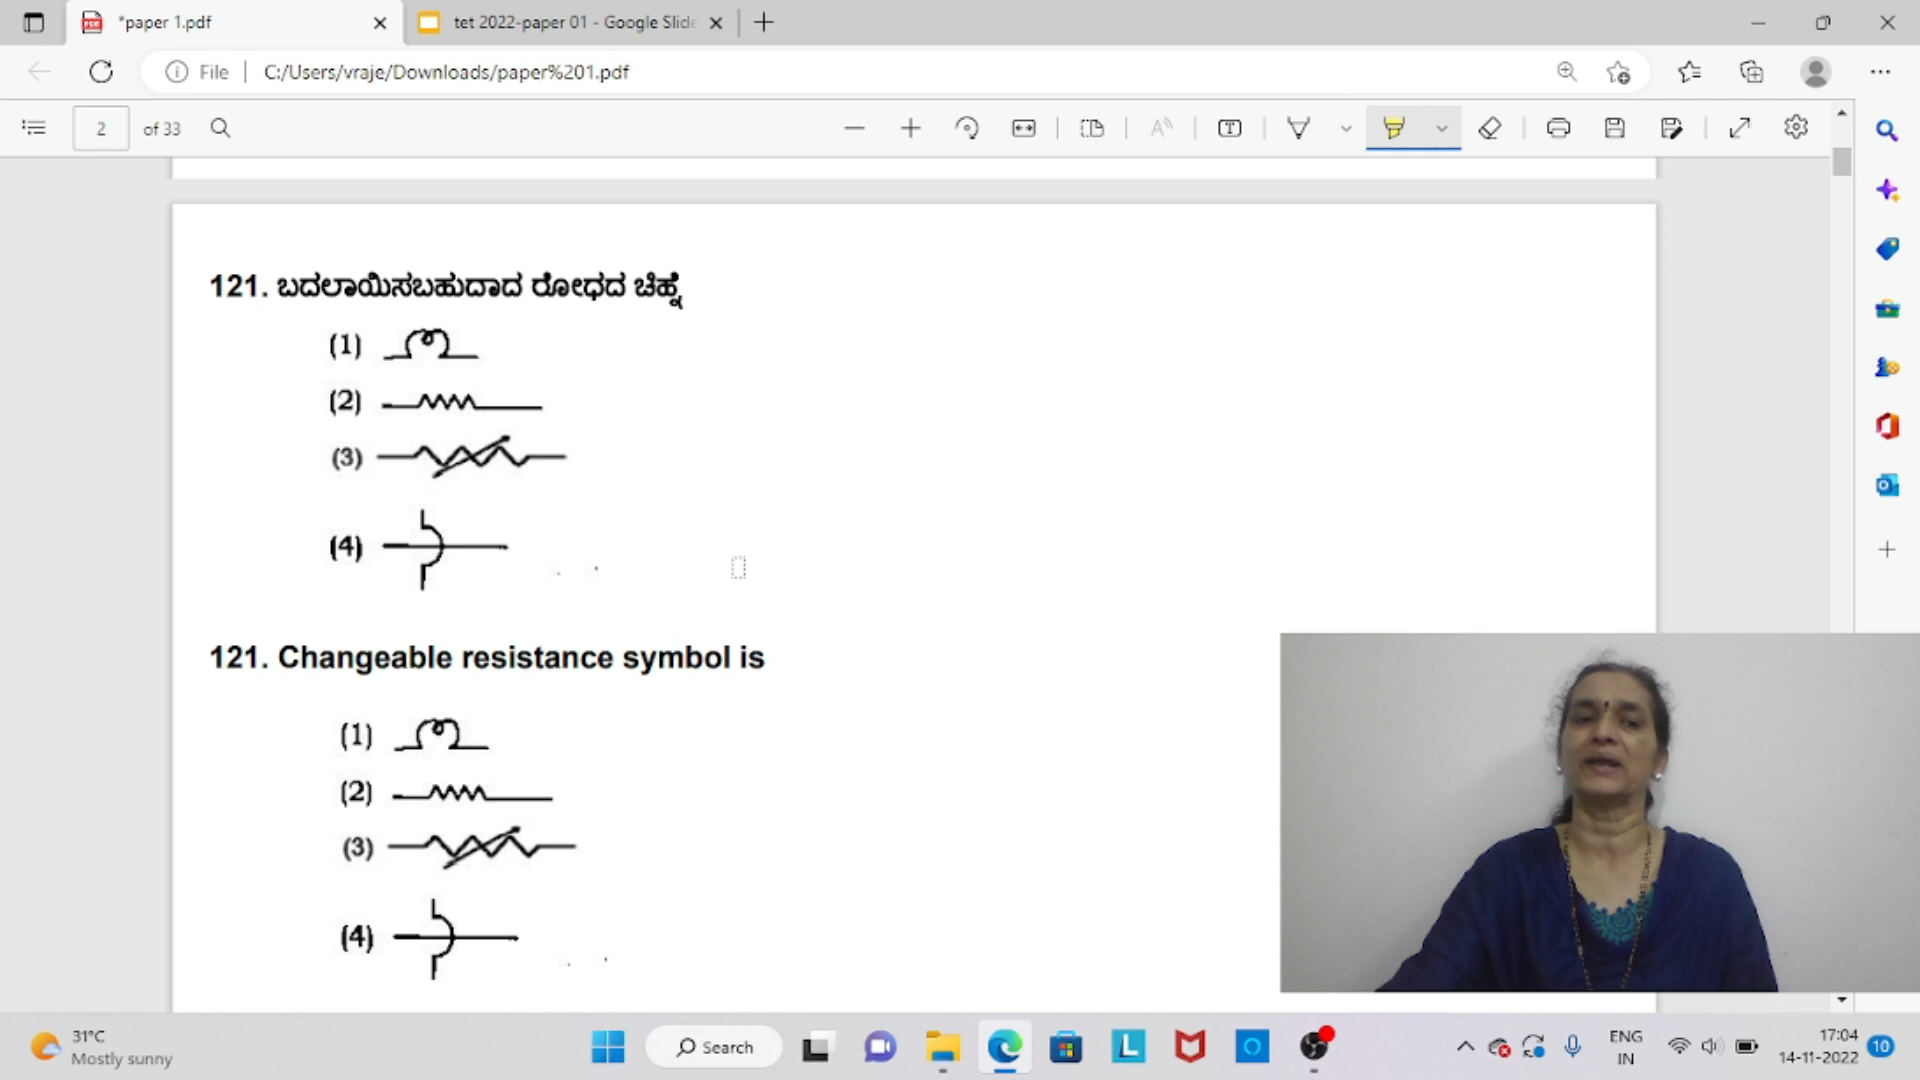 *paper 1.pdf
tet 2022-paper 01 - Google Slide
File
C:/Users/vraje/Downloads/paper%201.pdf
2 of 33
121. ಬದಲಾಯಿಸಬಹುದಾದ ರೋಧದ ಚಿಹ್ನೆ
(1)
(2)
(3)
(4)
121. Changeable resistance symbol is
(1)
(2)
(3)
(4)
31°C
Mostly sunny
Search
ENG
IN
17:04
14-11-2022
10